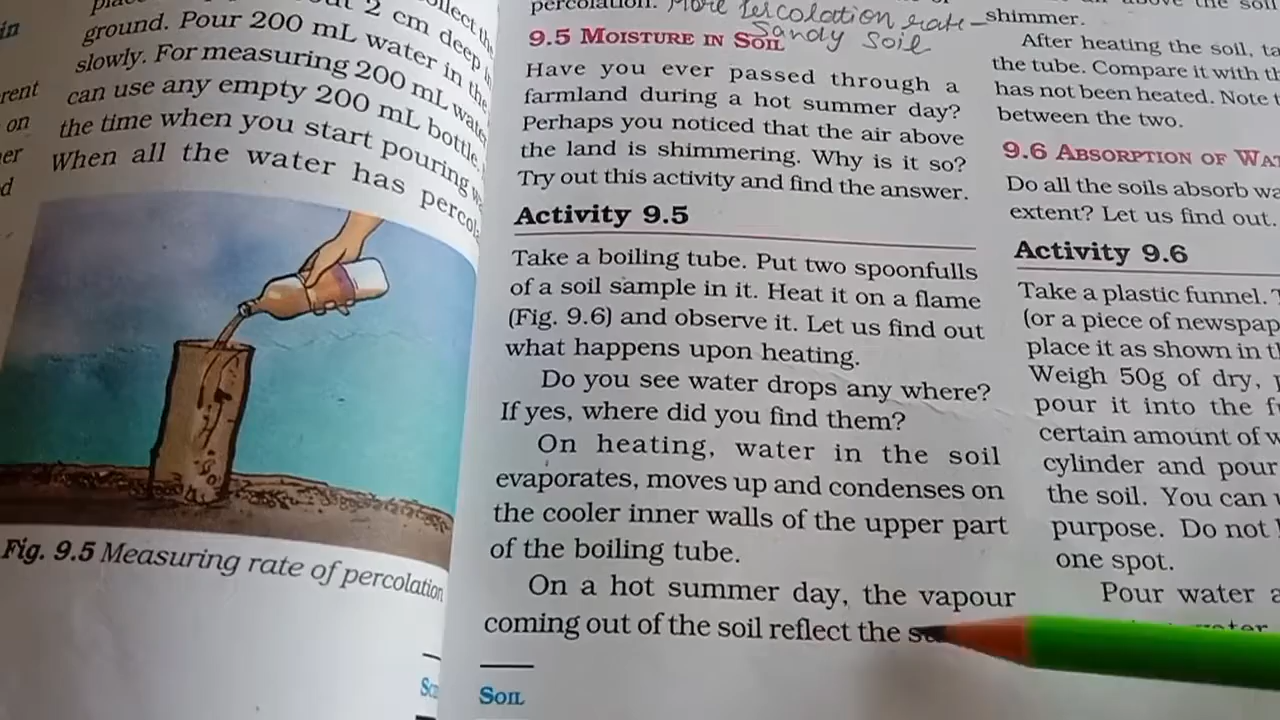 in
rent
on
er
d
2 cm deep
ground. Pour 200 mL water in the
slowly. For measuring 200 mL
can use any empty 200 mL bottle.
the time when you start pouring
When all the water has
Fig. 9.5 Measuring rate of percolation
percolation. More Percolation rate -
Sandy Soil
9.5 MOISTURE IN SOIL
Have you ever passed through a
farmland during a hot summer day?
Perhaps you noticed that the air above
the land is shimmering. Why is it so?
Try out this activity and find the answer.
Activity 9.5
Take a boiling tube. Put two spoonfulls
of a soil sample in it. Heat it on a flame
(Fig. 9.6) and observe it. Let us find out
what happens upon heating.
Do you see water drops any where?
If yes, where did you find them?
On heating, water in the soil
evaporates, moves up and condenses on
the cooler inner walls of the upper part
of the boiling tube.
On a hot summer day, the vapour
coming out of the soil reflect the
SOIL
shimmer.
After heating the soil, ta
the tube. Compare it with th
has not been heated. Note t
between the two.
9.6 ABSORPTION OF WAT
Do all the soils absorb wa
extent? Let us find out.
Activity 9.6
Take a plastic funnel. T
(or a piece of newspap
place it as shown in th
Weigh 50g of dry,
pour it into the f
certain amount of w
cylinder and pour
the soil. You can
purpose. Do not
one spot.
Pour water a